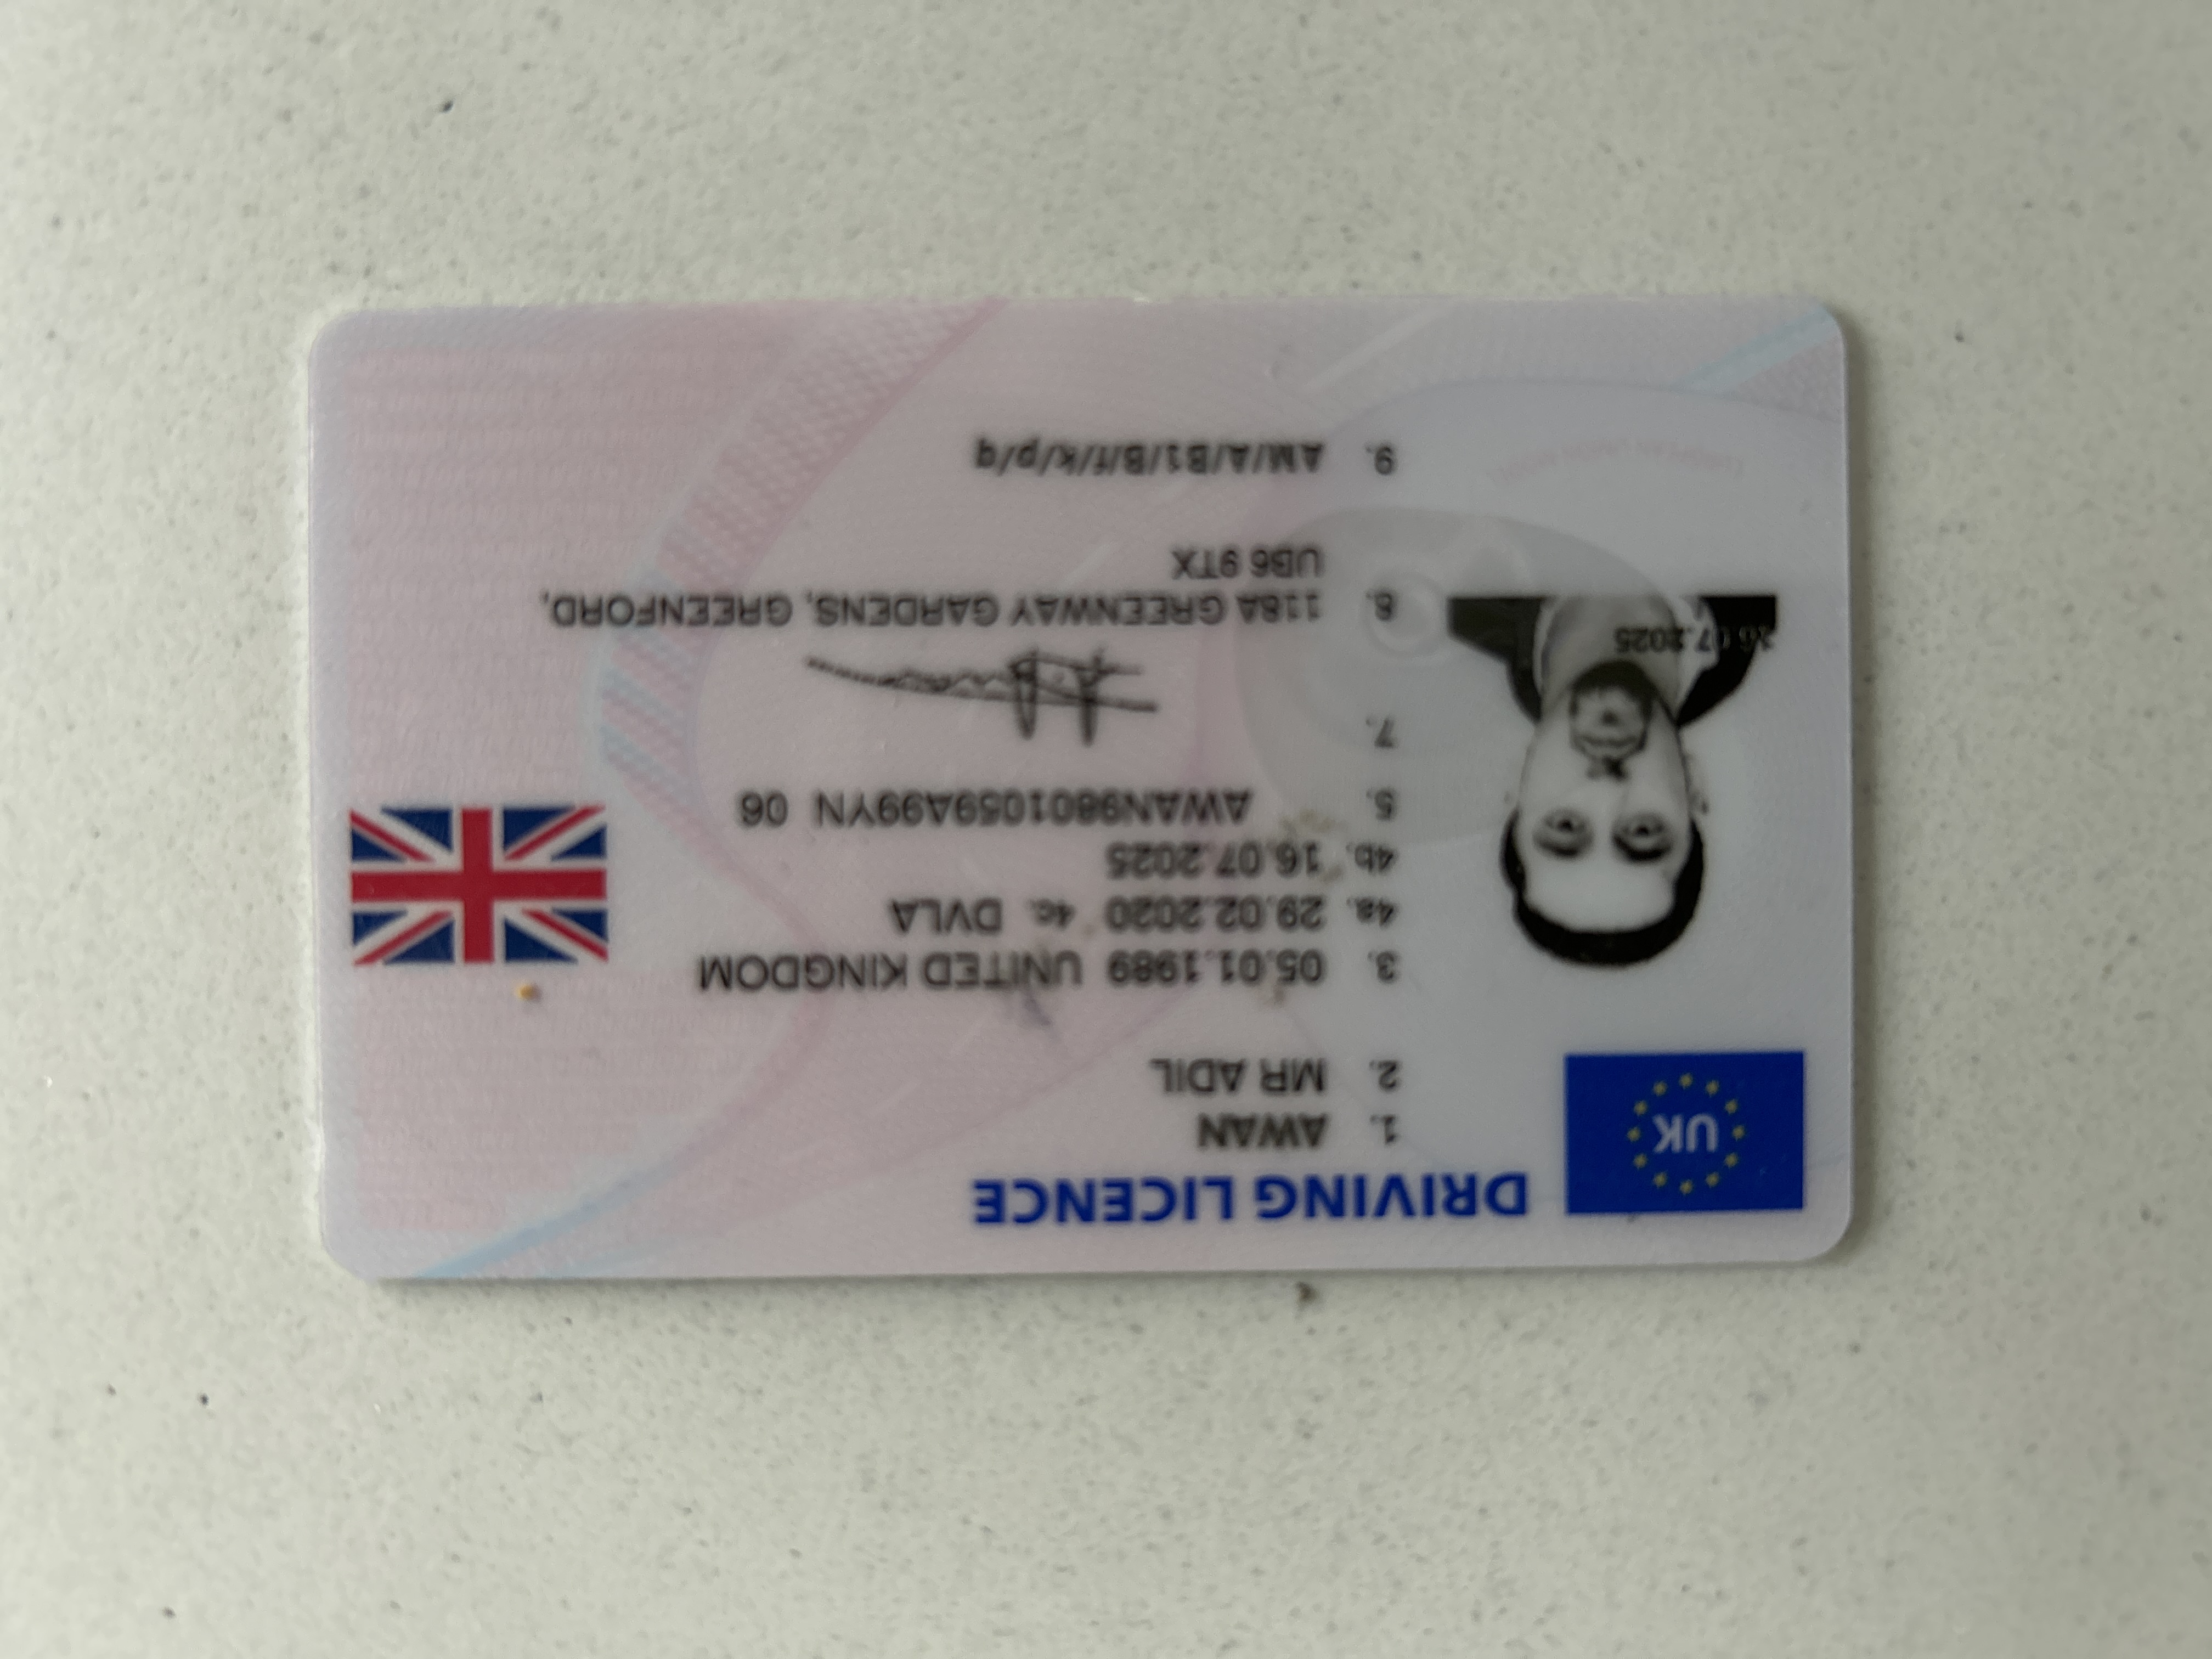 UK
DRIVING LICENCE
1. AWAN
2. MR ADIL
3. 05.01.1989 UNITED KINGDOM
4a. 29.02.2020 4c. DVLA
4b. 16.07.2025
5. AWAN9801059A99YN 06
7.
8. 118A GREENWAY GARDENS, GREENFORD,
UB6 9TX
9. AM/A/B1/B/f/k/p/q
16.07.2025